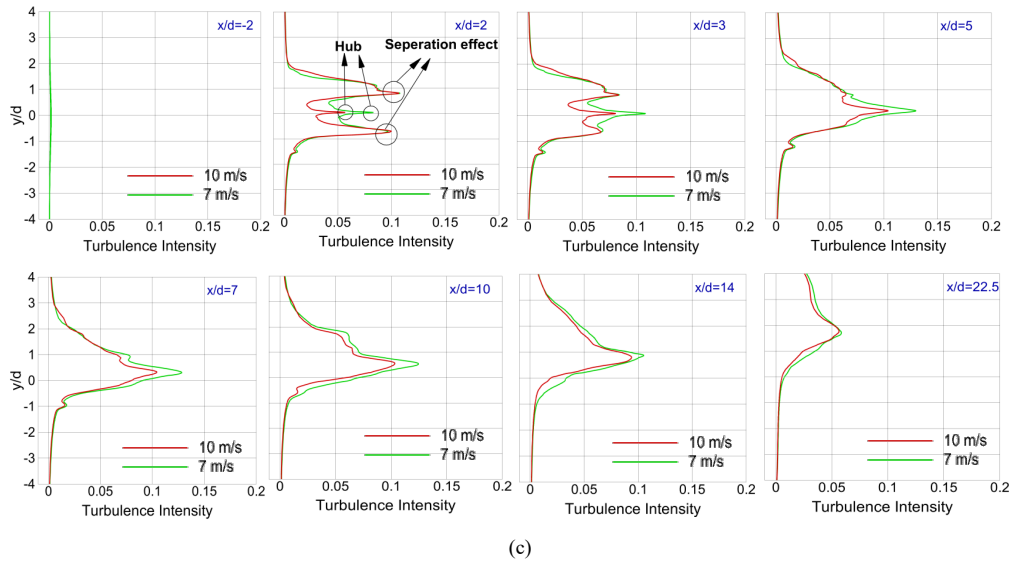 (c)
x/d=-2
4
3
2
1
0
-1
-2
-3
-4
y/d
10 m/s
7 m/s
0 0.05 0.1 0.15 0.2
Turbulence Intensity
x/d=2
Hub
Seperation effect
10 m/s
7 m/s
0 0.05 0.1 0.15 0.2
Turbulence Intensity
x/d=3
10 m/s
7 m/s
0 0.05 0.1 0.15 0.2
Turbulence Intensity
x/d=5
10 m/s
7 m/s
0 0.05 0.1 0.15 0.2
Turbulence Intensity
x/d=7
4
3
2
1
0
-1
-2
-3
-4
y/d
10 m/s
7 m/s
0 0.05 0.1 0.15 0.2
Turbulence Intensity
x/d=10
10 m/s
7 m/s
0 0.05 0.1 0.15 0.2
Turbulence Intensity
x/d=14
10 m/s
7 m/s
0 0.05 0.1 0.15 0.2
Turbulence Intensity
x/d=22.5
10 m/s
7 m/s
0 0.05 0.1 0.15 0.2
Turbulence Intensity
(c)